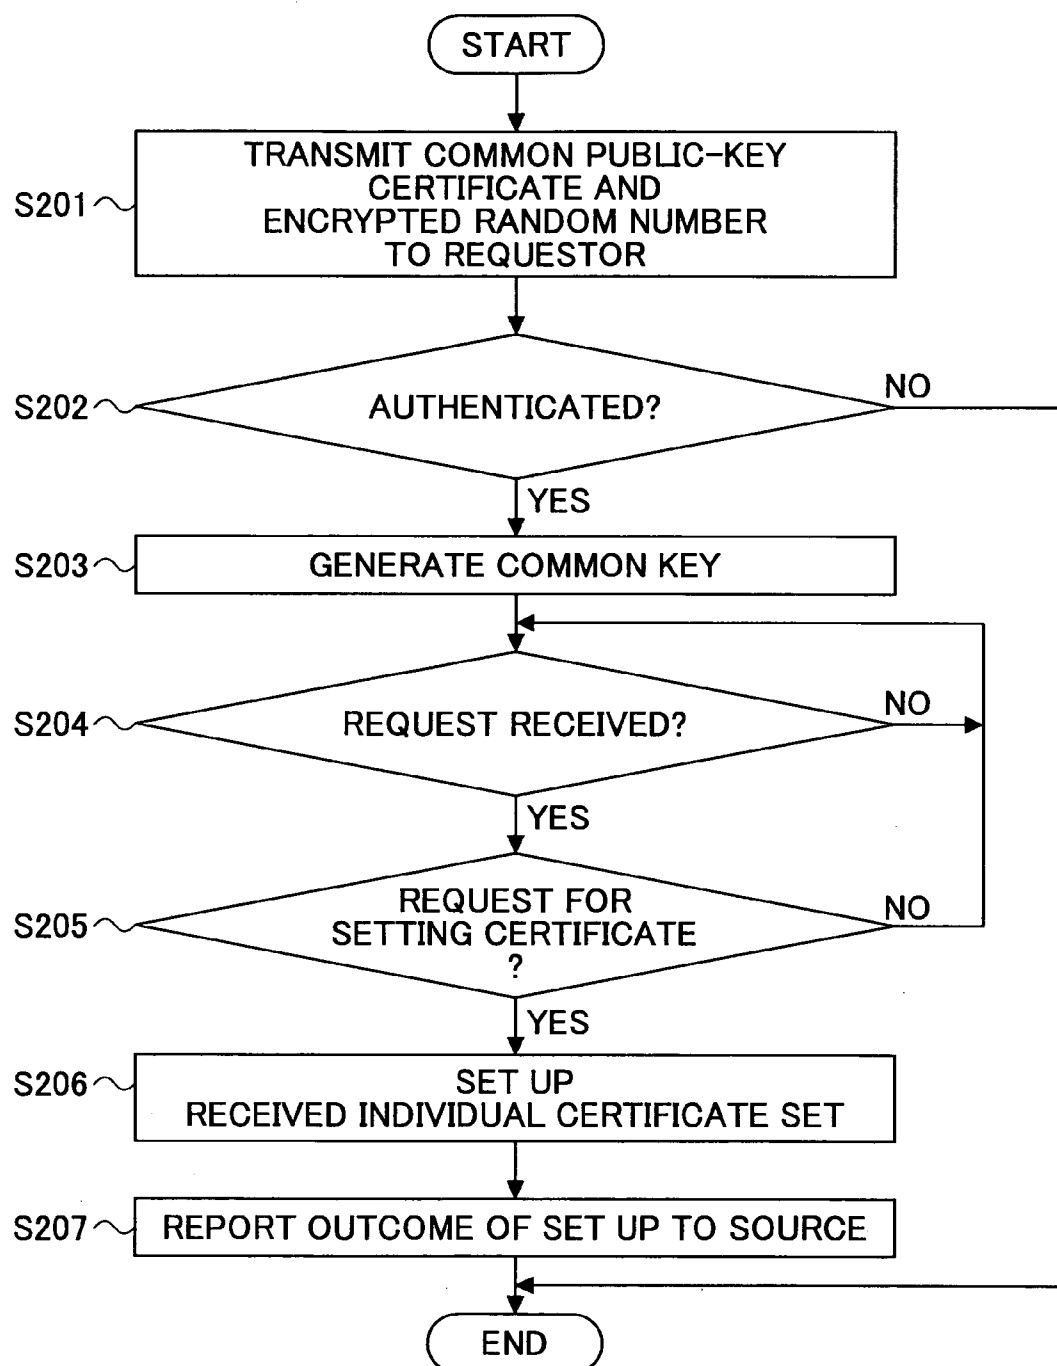 START
TRANSMIT COMMON PUBLIC-KEY
CERTIFICATE AND
ENCRYPTED RANDOM NUMBER
TO REQUESTOR
S201
AUTHENTICATED?
S202
NO
YES
GENERATE COMMON KEY
S203
REQUEST RECEIVED?
S204
NO
YES
REQUEST FOR
SETTING CERTIFICATE
?
S205
NO
YES
SET UP
RECEIVED INDIVIDUAL CERTIFICATE SET
S206
REPORT OUTCOME OF SET UP TO SOURCE
S207
END